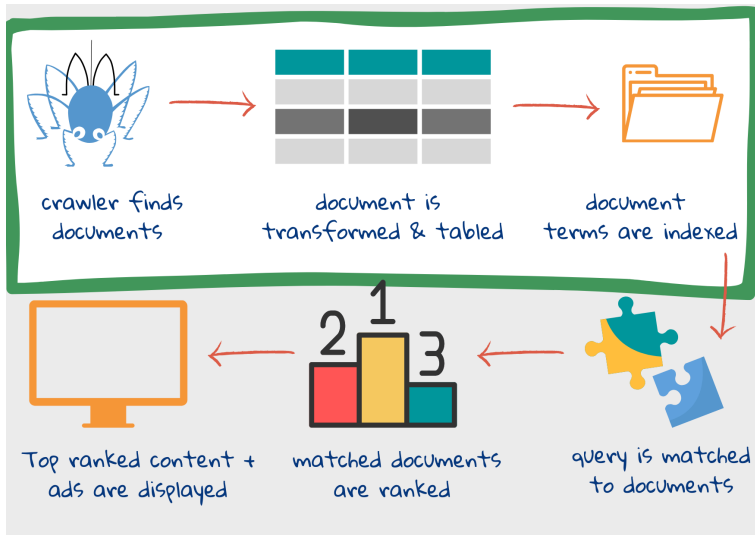 crawler finds
documents
document is
transformed & tabled
document
terms are indexed
2 1 3
Top ranked content +
ads are displayed
matched documents
are ranked
query is matched
to documents